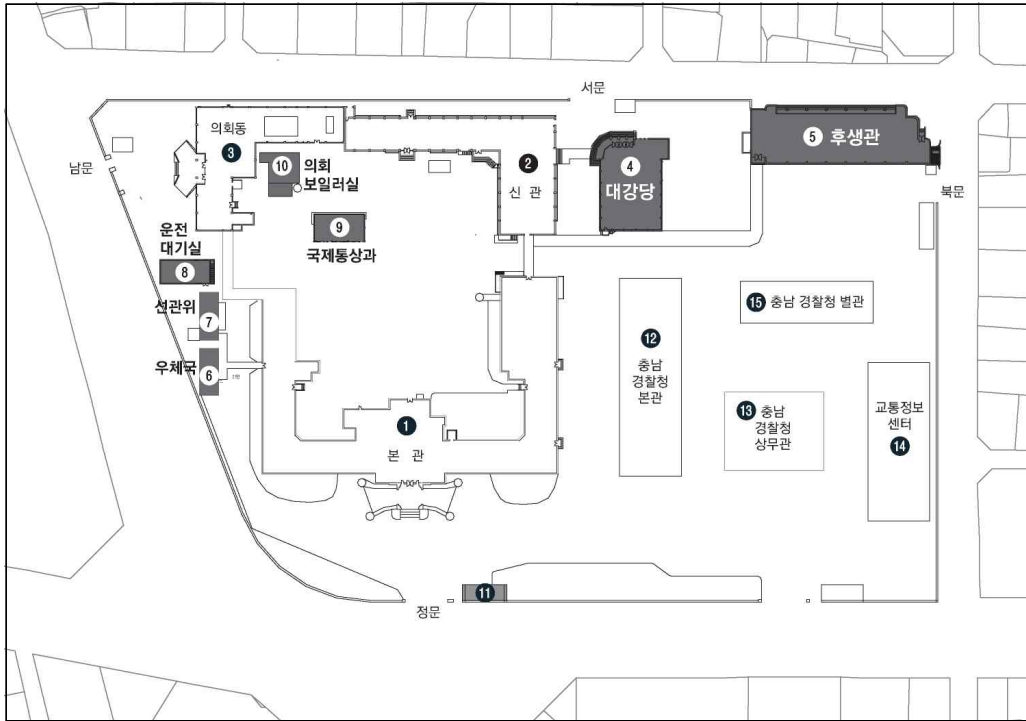 서문
의회동
3
남문
10
의회
보일러실
2
신 관
4
대강당
5
후생관
북문
9
국제통상과
운전
대기실
8
선관위
7
우체국
6
15
충남 경찰청 별관
12
충남
경찰청
본관
13
충남
경찰청
상무관
교통정보
센터
14
1
본 관
11
정문